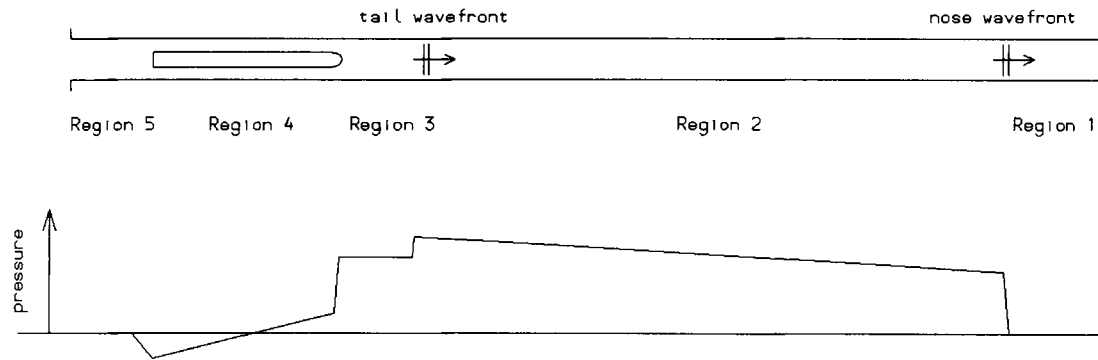 tail wavefront
nose wavefront
Region 5
Region 4
Region 3
Region 2
Region 1
pressure